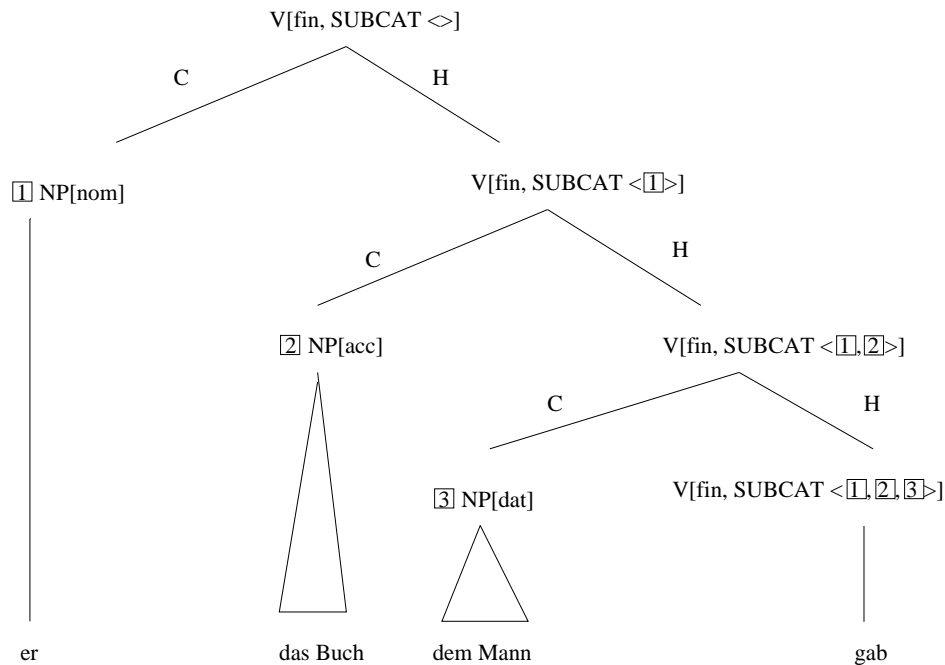 V[fin, SUBCAT <>]
C H
1 NP[nom] V[fin, SUBCAT <1>]
C H
2 NP[acc] V[fin, SUBCAT <1,2>]
C H
3 NP[dat] V[fin, SUBCAT <1,2,3>]
er das Buch dem Mann gab